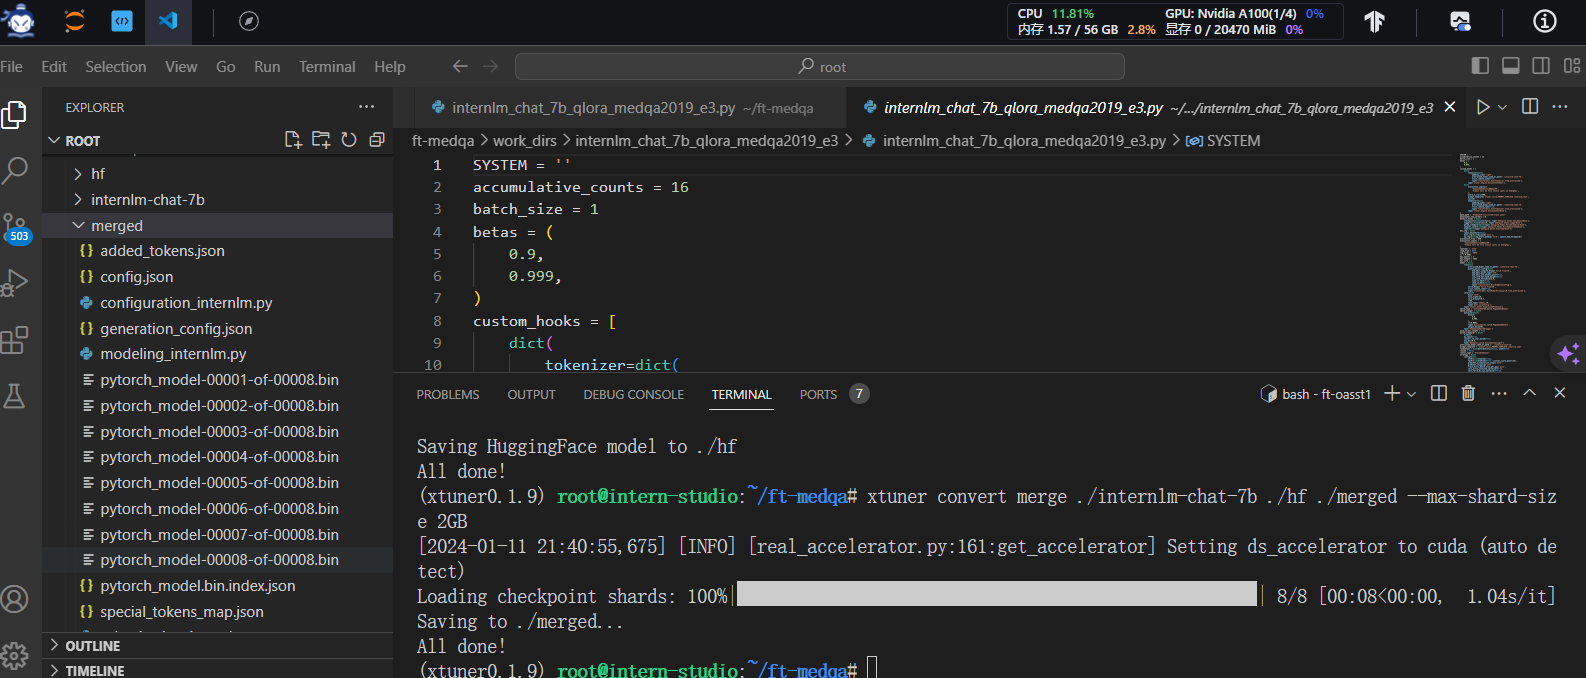 CPU 11.81% GPU: Nvidia A100(1/4) 0%
内存 1.57 / 56 GB 2.8% 显存 0 / 20470 MiB 0%
File Edit Selection View Go Run Terminal Help
root
EXPLORER
ROOT
hf
internlm-chat-7b
merged
{} added_tokens.json
{} config.json
configuration_internlm.py
{} generation_config.json
modeling_internlm.py
pytorch_model-00001-of-00008.bin
pytorch_model-00002-of-00008.bin
pytorch_model-00003-of-00008.bin
pytorch_model-00004-of-00008.bin
pytorch_model-00005-of-00008.bin
pytorch_model-00006-of-00008.bin
pytorch_model-00007-of-00008.bin
pytorch_model-00008-of-00008.bin
{} pytorch_model.bin.index.json
{} special_tokens_map.json
OUTLINE
TIMELINE
503
internlm_chat_7b_qlora_medqa2019_e3.py ~/ft-medqa
internlm_chat_7b_qlora_medqa2019_e3.py ~/.../internlm_chat_7b_qlora_medqa2019_e3
ft-medqa > work_dirs > internlm_chat_7b_qlora_medqa2019_e3 > internlm_chat_7b_qlora_medqa2019_e3.py > SYSTEM
1 SYSTEM = ''
2 accumulative_counts = 16
3 batch_size = 1
4 betas = (
5 0.9,
6 0.999,
7 )
8 custom_hooks = [
9 dict(
10 tokenizer=dict(
PROBLEMS OUTPUT DEBUG CONSOLE TERMINAL PORTS 7
bash - ft-oasst1
Saving HuggingFace model to ./hf
All done!
(xtuner0.1.9) root@intern-studio:~/ft-medqa# xtuner convert merge ./internlm-chat-7b ./hf ./merged --max-shard-siz
e 2GB
[2024-01-11 21:40:55,675] [INFO] [real_accelerator.py:161:get_accelerator] Setting ds_accelerator to cuda (auto de
tect)
Loading checkpoint shards: 100%| | 8/8 [00:08<00:00, 1.04s/it]
Saving to ./merged...
All done!
(xtuner0.1.9) root@intern-studio:~/ft-medqa#